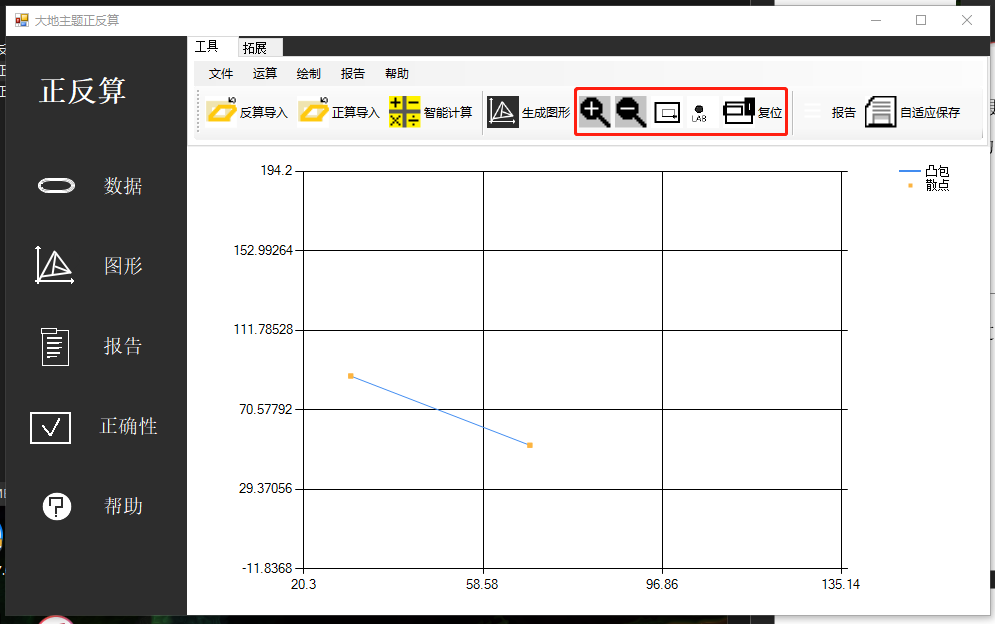 大地主题正反算
正反算
数据
图形
报告
正确性
帮助
工具 拓展
文件 运算 绘制 报告 帮助
反算导入 正算导入 智能计算 生成图形 LAB 复位 报告 自适应保存
凸包
散点
194.2
152.99264
111.78528
70.57792
29.37056
-11.8368
20.3 58.58 96.86 135.14